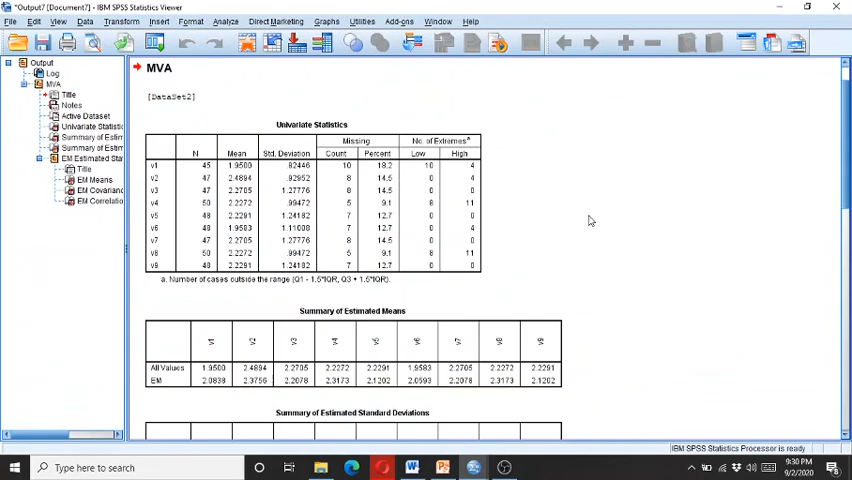 *Output7 [Document7] - IBM SPSS Statistics Viewer
File Edit View Data Transform Insert Format Analyze Direct Marketing Graphs Utilities Add-ons Window Help
Output
Log
MVA
Title
Notes
Active Dataset
Univariate Statistic
Summary of Estim
Summary of Estim
EM Estimated Sta
Title
EM Means
EM Covarianc
EM Correlatio
MVA
[DataSet2]
Univariate Statistics
Missing No. of Extremesa
N Mean Std. Deviation Count Percent Low High
v1 45 1.9500 .82446 10 18.2 10 4
v2 47 2.4894 .92952 8 14.5 0 4
v3 47 2.2705 1.27776 8 14.5 0 0
v4 50 2.2272 .99472 5 9.1 8 11
v5 48 2.2291 1.24182 7 12.7 0 0
v6 48 1.9583 1.11008 7 12.7 0 4
v7 47 2.2705 1.27776 8 14.5 0 0
v8 50 2.2272 .99472 5 9.1 8 11
v9 48 2.2291 1.24182 7 12.7 0 0
a. Number of cases outside the range (Q1 - 1.5*IQR, Q3 + 1.5*IQR).
Summary of Estimated Means
v1 v2 v3 v4 v5 v6 v7 v8 v9
All Values 1.9500 2.4894 2.2705 2.2272 2.2291 1.9583 2.2705 2.2272 2.2291
EM 2.0838 2.3756 2.2078 2.3173 2.1202 2.0593 2.2078 2.3173 2.1202
Summary of Estimated Standard Deviations
IBM SPSS Statistics Processor is ready
Type here to search
9:30 PM
9/2/2020